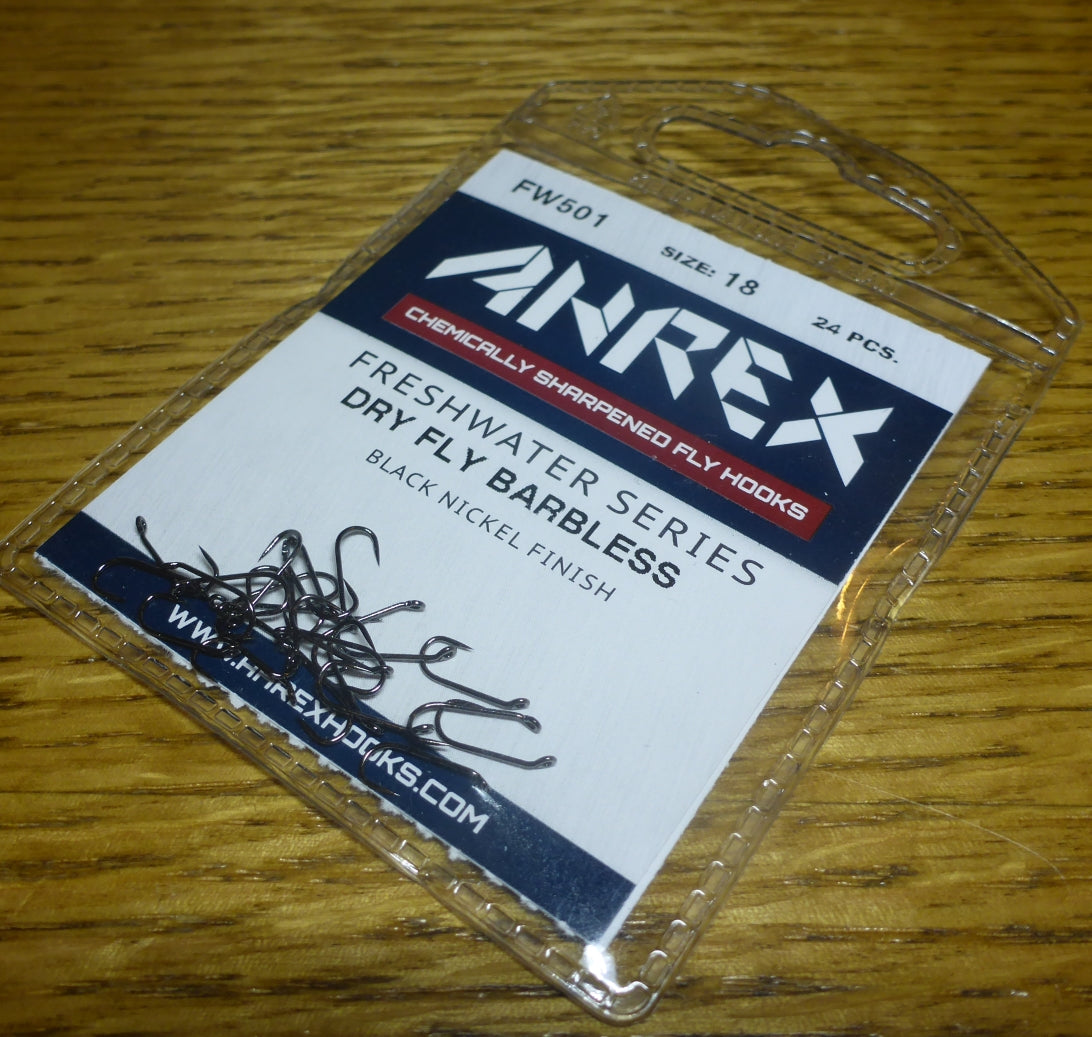 FW501 SIZE: 18 24 PCS.
AHREX
CHEMICALLY SHARPENED FLY HOOKS
FRESHWATER SERIES
DRY FLY BARBLESS
BLACK NICKEL FINISH
WWW.AHREXHOOKS.COM